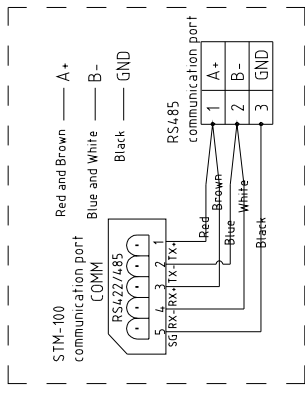 Red and Brown A+
Blue and White B-
Black GND
STM-100
communication port
COMM
RS422/485
5 4 3 2 1
SG RX- RX+ TX- TX+
Red
Brown
Blue
White
Black
RS485
communication port
1 A+
2 B-
3 GND